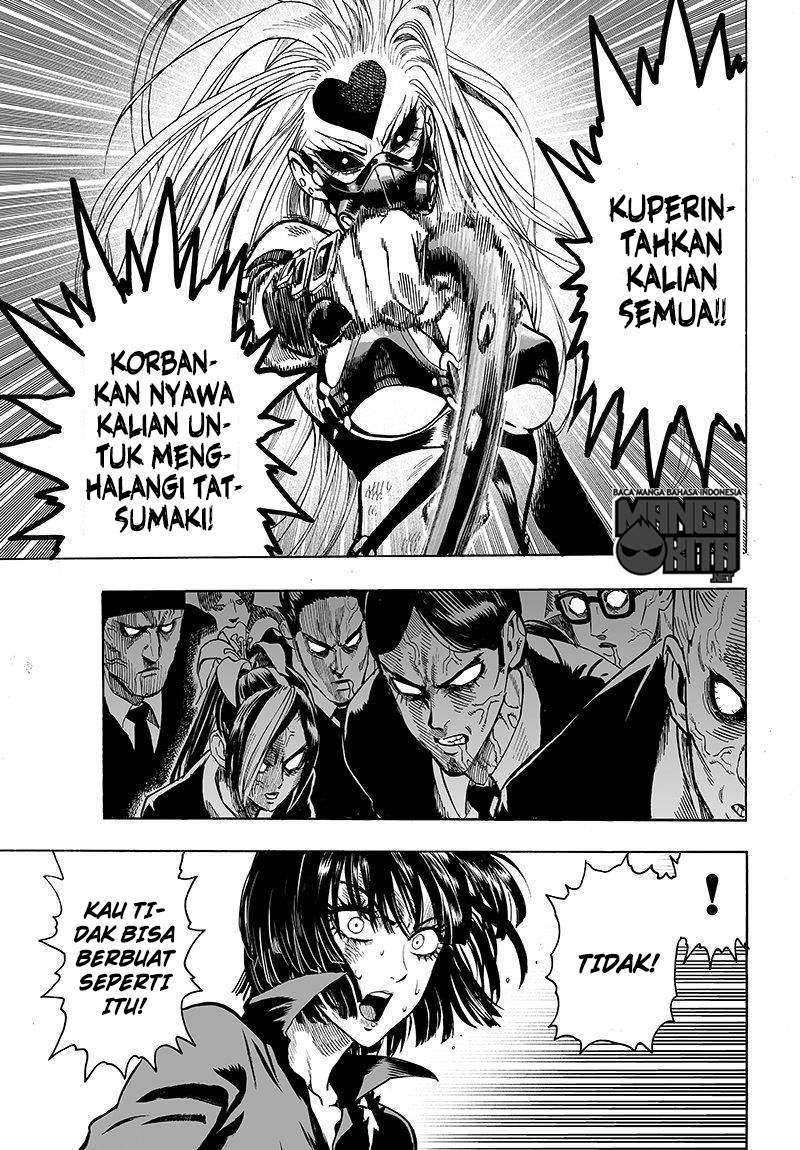 KUPERIN-
TAHKAN
KALIAN
SEMUA!!
KORBAN-
KAN NYAWA
KALIAN UN-
TUK MENG-
HALANGI TAT-
SUMAKI!
BACA MANGA BAHASA INDONESIA
MANGA
KITA
.NET
!
TIDAK!
KAU TI-
DAK BISA
BERBUAT
SEPERTI
ITU!